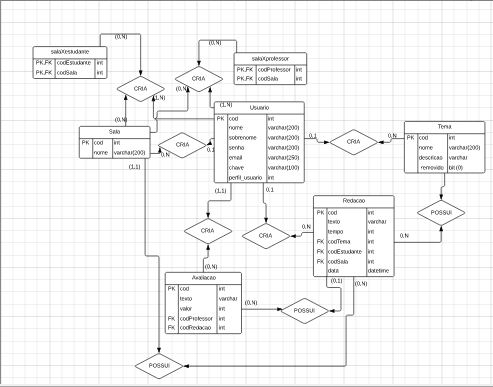 (0,N)
(0,N)
salaXestudante
PK,FK codEstudante int
PK,FK codSala int
salaXprofessor
PK,FK codProfessor int
PK,FK codSala int
CRIA
CRIA
(0,N)
(1,N)
(1,N)
(0,N)
Usuario
PK cod int
nome varchar(200)
sobrenome varchar(200)
senha varchar(200)
email varchar(250)
chave varchar(100)
perfil_usuario int
Sala
PK cod int
nome varchar(200)
CRIA
0,N
0,1
0,1
CRIA
0,N
Tema
PK cod int
nome varchar(200)
descricao varchar
removido bit (0)
(1,1)
(1,1)
0,1
POSSUI
Redacao
PK cod int
texto varchar
tempo int
FK codTema int
FK codEstudante int
FK codSala int
data datetime
CRIA
CRIA
0,N
0,N
(0,N)
(0,1)
(0,N)
Avaliacao
PK cod int
texto varchar
valor int
FK codProfessor int
FK codRedacao int
(0,N)
POSSUI
POSSUI